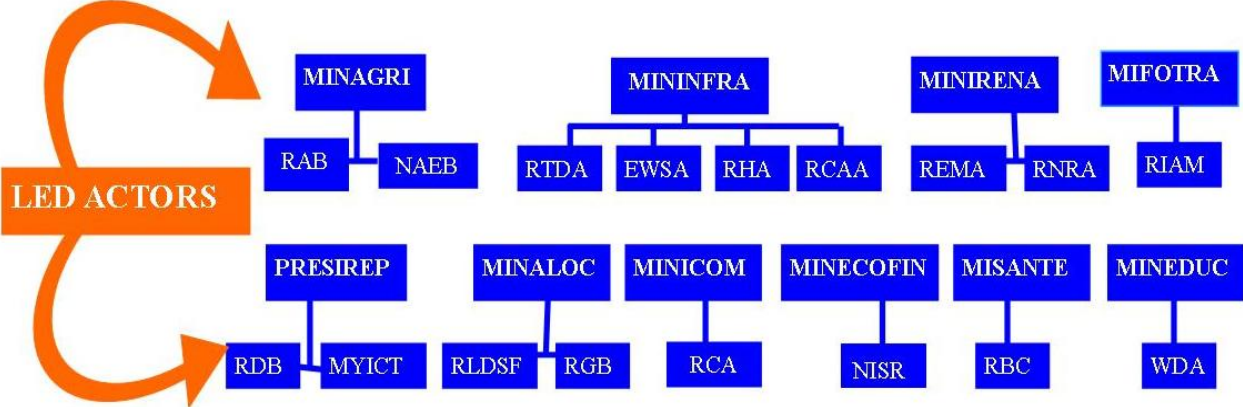 MINAGRI
MININFRA
MINIRENA
MIFOTRA
RAB
NAEB
RTDA
EWSA
RHA
RCAA
REMA
RNRA
RIAM
LED ACTORS
PRESIREP
MINALOC
MINICOM
MINECOFIN
MISANTE
MINEDUC
RDB
MYICT
RLDSF
RGB
RCA
NISR
RBC
WDA